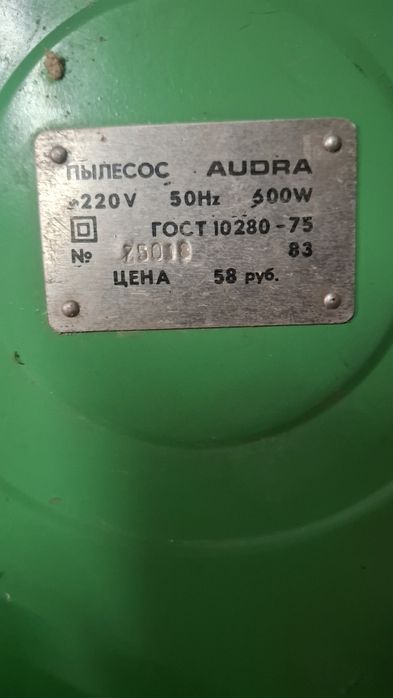 ПЫЛЕСОС AUDRA
~220V 50Hz 600W
ГОСТ 10280-75
№ 83
ЦЕНА 58 руб.